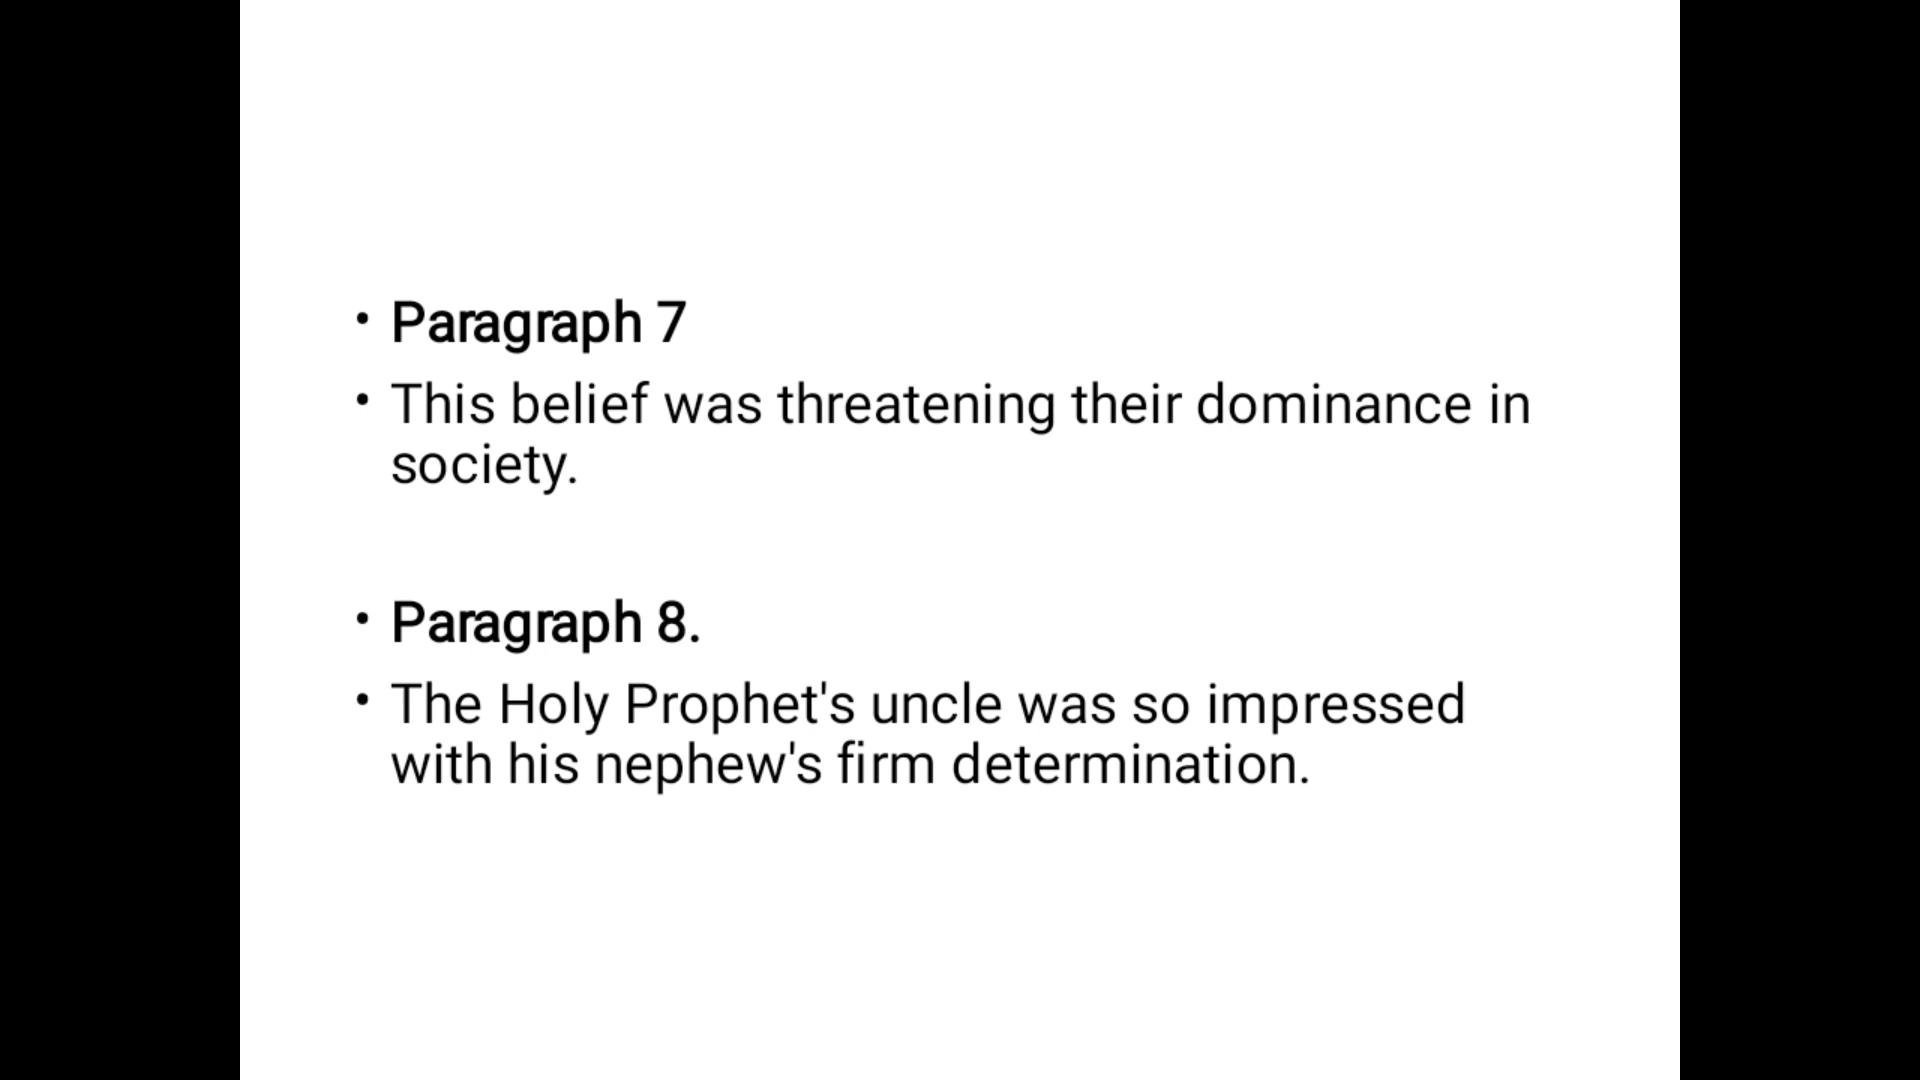 • Paragraph 7
• This belief was threatening their dominance in
society.
• Paragraph 8.
• The Holy Prophet's uncle was so impressed
with his nephew's firm determination.